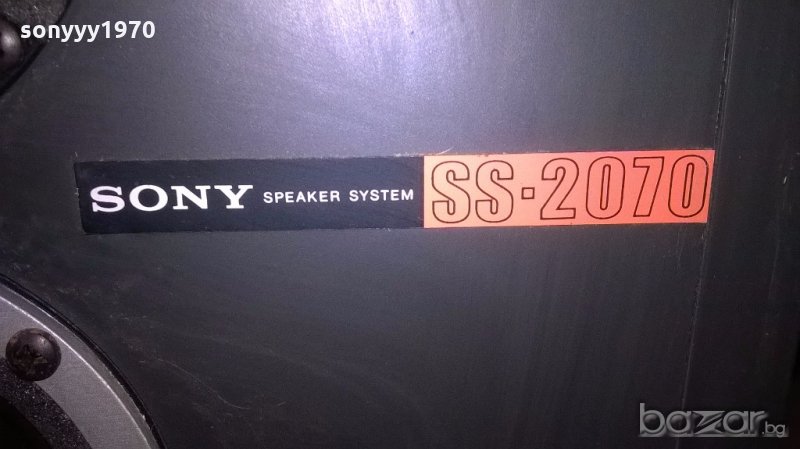 sonyyy1970
SONY SPEAKER SYSTEM SS-2070
bazar.bg